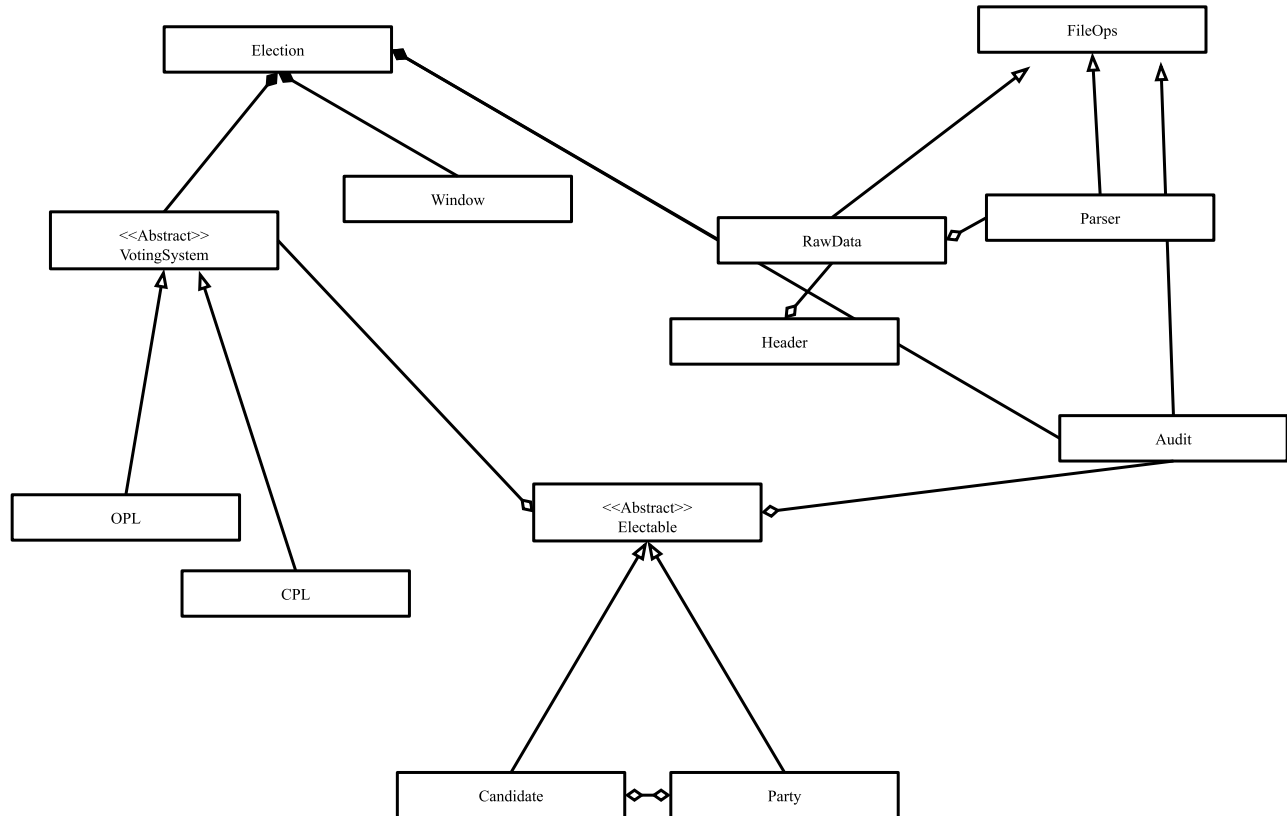 FileOps
Election
Window
Parser
<<Abstract>>
VotingSystem
RawData
Header
Audit
<<Abstract>>
Electable
OPL
CPL
Candidate
Party